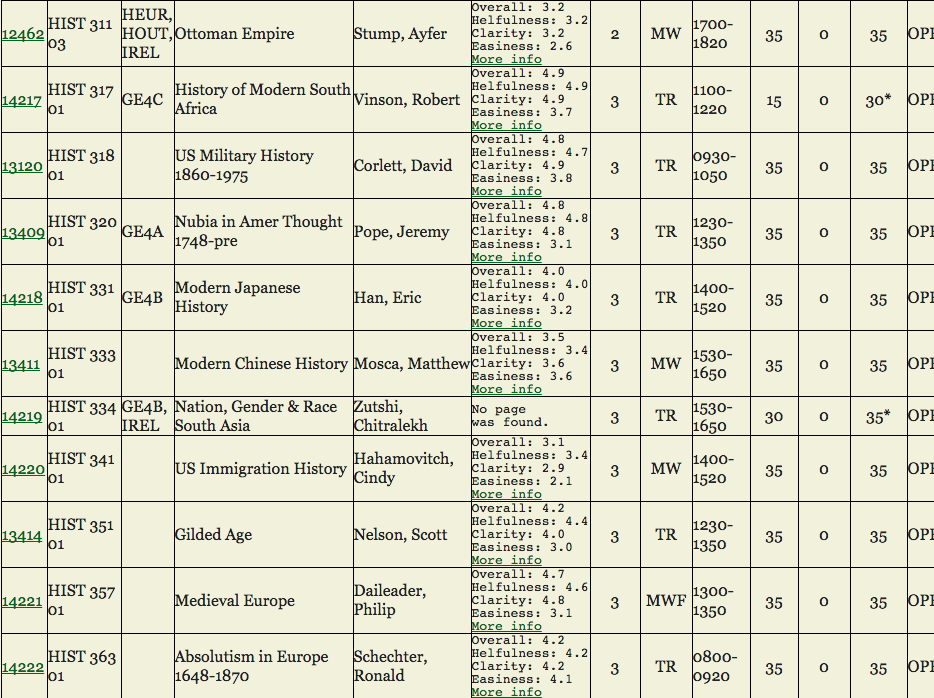 12462
HIST 311
03
HEUR,
HOUT,
IREL
Ottoman Empire
Stump, Ayfer
Overall: 3.2
Helfulness: 3.2
Clarity: 3.2
Easiness: 2.6
More info
2
MW
1700-
1820
35
0
35
OPE
14217
HIST 317
01
GE4C
History of Modern South
Africa
Vinson, Robert
Overall: 4.9
Helfulness: 4.9
Clarity: 4.9
Easiness: 3.7
More info
3
TR
1100-
1220
15
0
30*
OPE
13120
HIST 318
01
US Military History
1860-1975
Corlett, David
Overall: 4.8
Helfulness: 4.7
Clarity: 4.9
Easiness: 3.8
More info
3
TR
0930-
1050
35
0
35
OPE
13409
HIST 320
01
GE4A
Nubia in Amer Thought
1748-pre
Pope, Jeremy
Overall: 4.8
Helfulness: 4.8
Clarity: 4.8
Easiness: 3.1
More info
3
TR
1230-
1350
35
0
35
OPE
14218
HIST 331
01
GE4B
Modern Japanese
History
Han, Eric
Overall: 4.0
Helfulness: 4.0
Clarity: 4.0
Easiness: 3.2
More info
3
TR
1400-
1520
35
0
35
OPE
13411
HIST 333
01
Modern Chinese History
Mosca, Matthew
Overall: 3.5
Helfulness: 3.4
Clarity: 3.6
Easiness: 3.6
More info
3
MW
1530-
1650
35
0
35
OPE
14219
HIST 334
01
GE4B,
IREL
Nation, Gender & Race
South Asia
Zutshi,
Chitralekh
No page
was found.
3
TR
1530-
1650
30
0
35*
OPE
14220
HIST 341
01
US Immigration History
Hahamovitch,
Cindy
Overall: 3.1
Helfulness: 3.4
Clarity: 2.9
Easiness: 2.1
More info
3
MW
1400-
1520
35
0
35
OPE
13414
HIST 351
01
Gilded Age
Nelson, Scott
Overall: 4.2
Helfulness: 4.4
Clarity: 4.0
Easiness: 3.0
More info
3
TR
1230-
1350
35
0
35
OPE
14221
HIST 357
01
Medieval Europe
Daileader,
Philip
Overall: 4.7
Helfulness: 4.6
Clarity: 4.8
Easiness: 3.1
More info
3
MWF
1300-
1350
35
0
35
OPE
14222
HIST 363
01
Absolutism in Europe
1648-1870
Schechter,
Ronald
Overall: 4.2
Helfulness: 4.2
Clarity: 4.2
Easiness: 4.1
More info
3
TR
0800-
0920
35
0
35
OPE